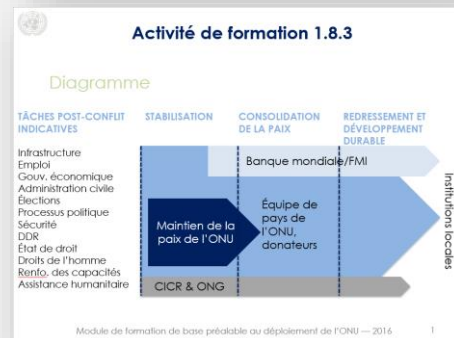 Activité de formation 1.8.3
Diagramme
TÂCHES POST-CONFLIT
INDICATIVES
STABILISATION
CONSOLIDATION
DE LA PAIX
REDRESSEMENT ET
DÉVELOPPEMENT
DURABLE
Infrastructure
Emploi
Gouv. économique
Administration civile
Élections
Processus politique
Sécurité
DDR
État de droit
Droits de l'homme
Renfo. des capacités
Assistance humanitaire
Banque mondiale/FMI
Maintien de la
paix de l'ONU
Équipe de
pays de
l'ONU,
donateurs
CICR & ONG
Institutions locales
Module de formation de base préalable au déploiement de l'ONU — 2016
1